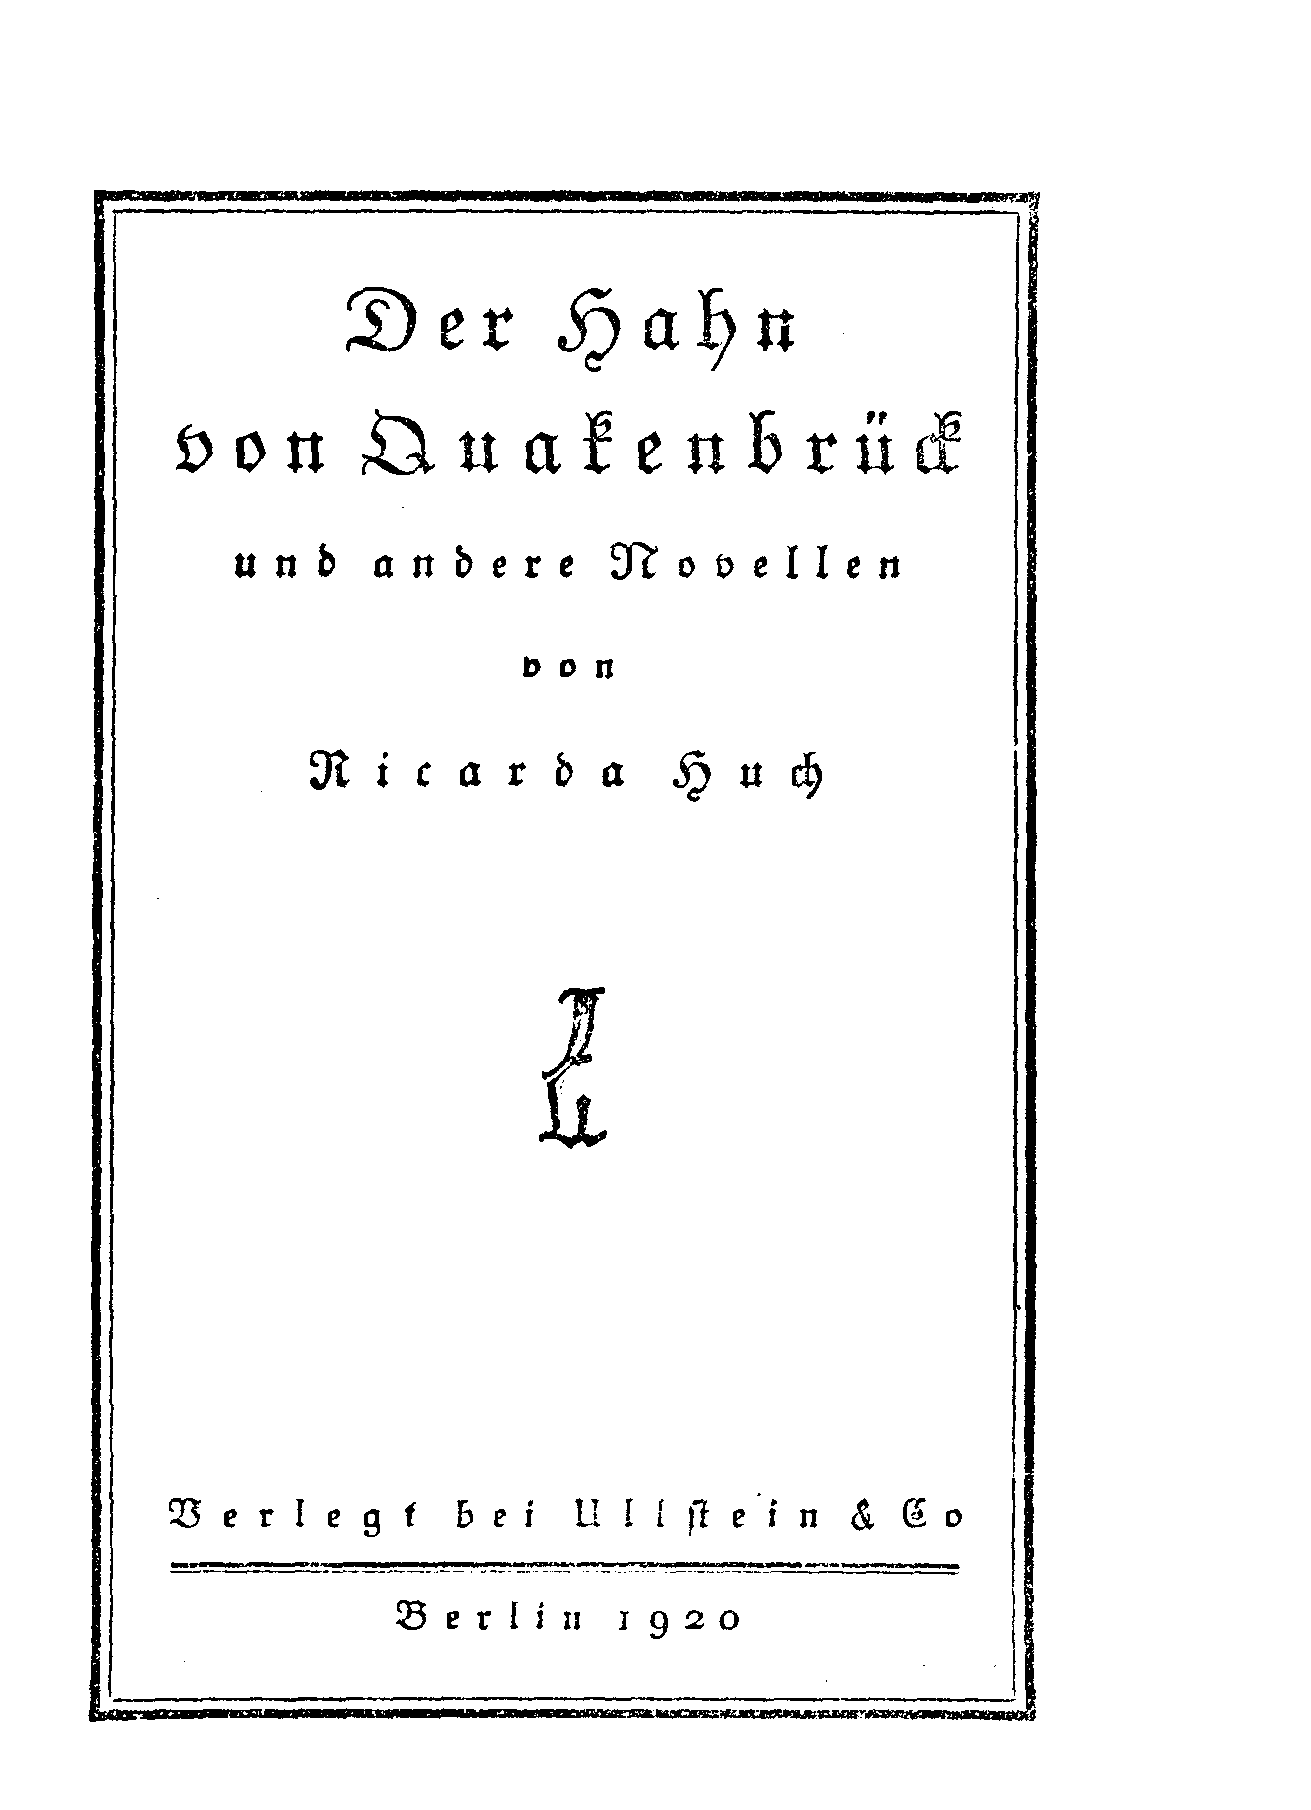 Der Hahn
von Quakenbrück
und andere Novellen
von
Ricarda Huch
Verlegt bei Ullstein & Co
Berlin 1920